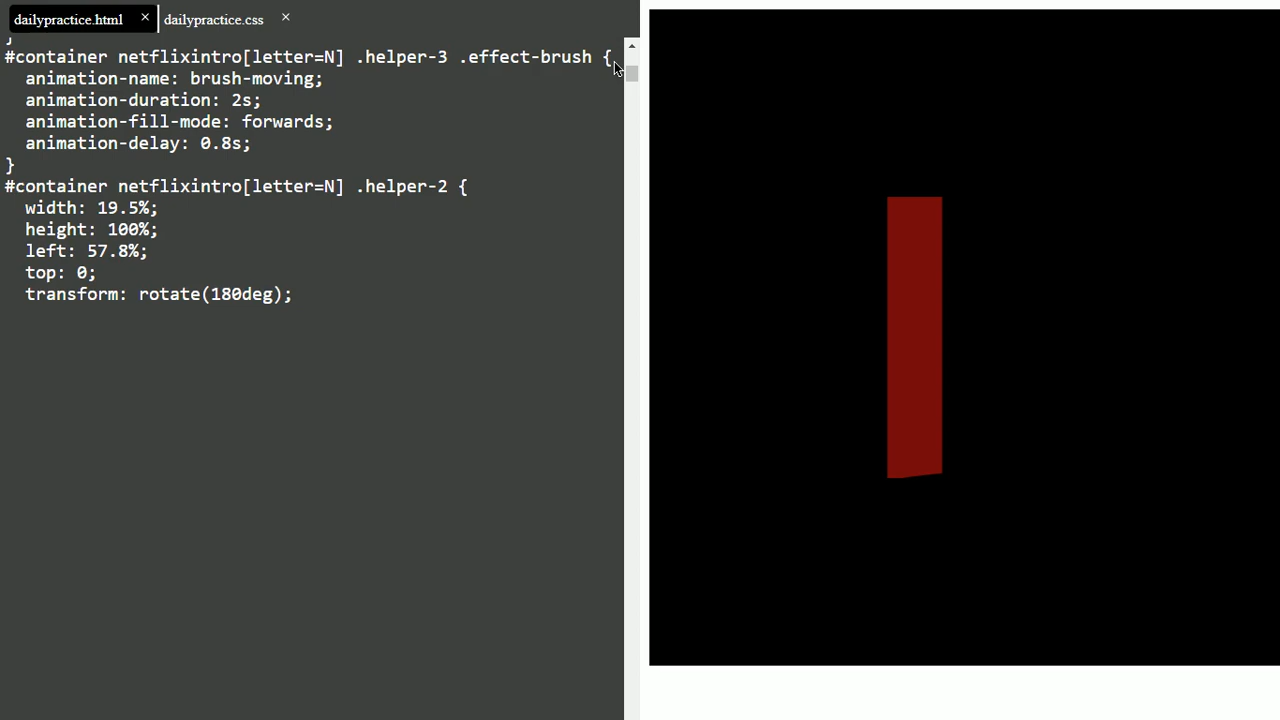 dailypractice.html × dailypractice.css ×
}
#container netflixintro[letter=N] .helper-3 .effect-brush {
  animation-name: brush-moving;
  animation-duration: 2s;
  animation-fill-mode: forwards;
  animation-delay: 0.8s;
}
#container netflixintro[letter=N] .helper-2 {
  width: 19.5%;
  height: 100%;
  left: 57.8%;
  top: 0;
  transform: rotate(180deg);